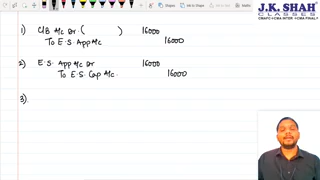 J.K. SHAH
CLASSES
1) C/B A/c Dr. ( ) 16000
To E.S. App A/c 16000
2) E.S. App A/c Dr 16000
To E.S. Cap A/c. 16000
3).